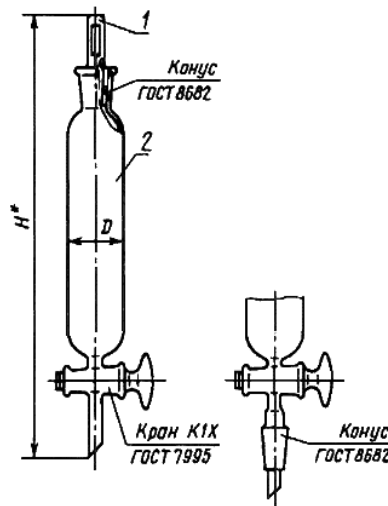 1
Конус
ГОСТ 8682
2
H*
D
Кран К1Х
ГОСТ 7995
Конус
ГОСТ 8682